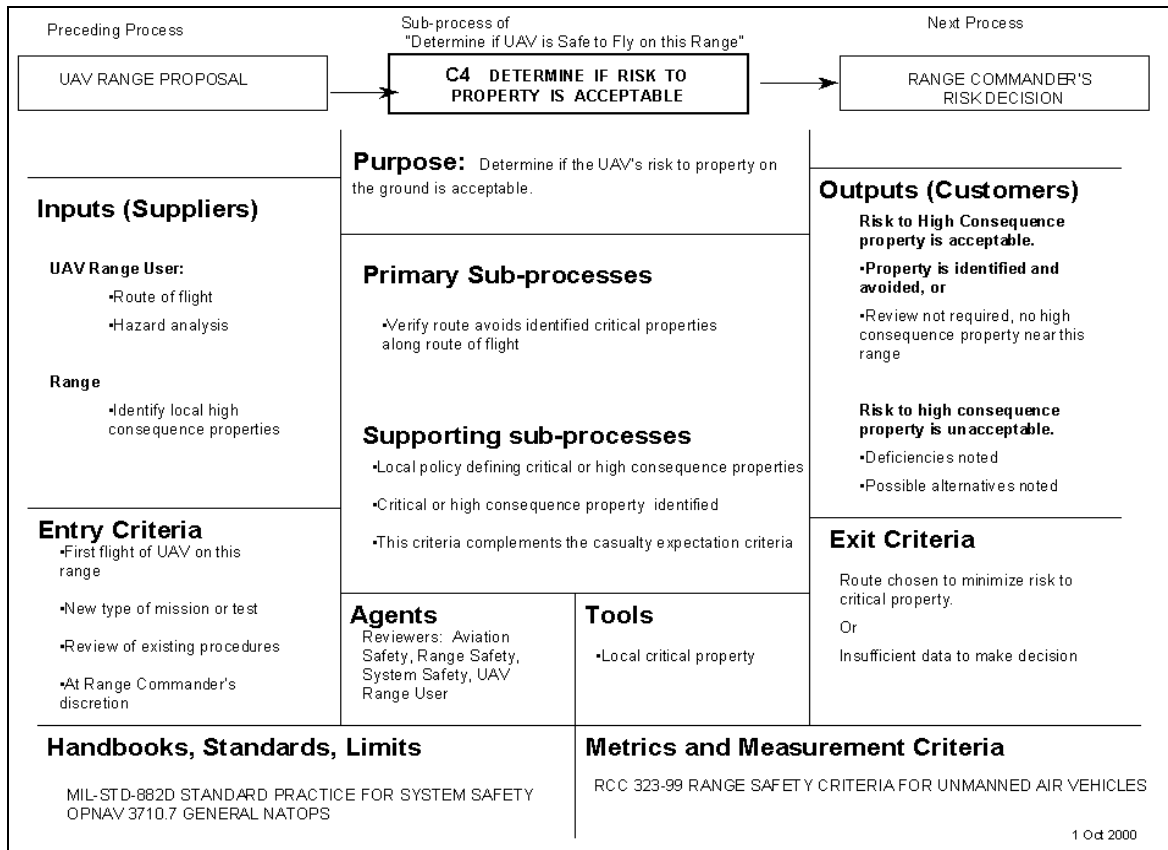 Preceding Process
Sub-process of
"Determine if UAV is Safe to Fly on this Range"
Next Process
UAV RANGE PROPOSAL
C4 DETERMINE IF RISK TO
PROPERTY IS ACCEPTABLE
RANGE COMMANDER'S
RISK DECISION
Purpose: Determine if the UAV's risk to property on
the ground is acceptable.
Inputs (Suppliers)
UAV Range User:
•Route of flight
•Hazard analysis
Range
•Identify local high
consequence properties
Primary Sub-processes
•Verify route avoids identified critical properties
along route of flight
Supporting sub-processes
•Local policy defining critical or high consequence properties
•Critical or high consequence property identified
•This criteria complements the casualty expectation criteria
Outputs (Customers)
Risk to High Consequence
property is acceptable.
•Property is identified and
avoided, or
•Review not required, no high
consequence property near this
range
Risk to high consequence
property is unacceptable.
•Deficiencies noted
•Possible alternatives noted
Entry Criteria
•First flight of UAV on this
range
•New type of mission or test
•Review of existing procedures
•At Range Commander's
discretion
Agents
Reviewers: Aviation
Safety, Range Safety,
System Safety, UAV
Range User
Tools
•Local critical property
Exit Criteria
Route chosen to minimize risk to
critical property.
Or
Insufficient data to make decision
Handbooks, Standards, Limits
MIL-STD-882D STANDARD PRACTICE FOR SYSTEM SAFETY
OPNAV 3710.7 GENERAL NATOPS
Metrics and Measurement Criteria
RCC 323-99 RANGE SAFETY CRITERIA FOR UNMANNED AIR VEHICLES
1 Oct 2000